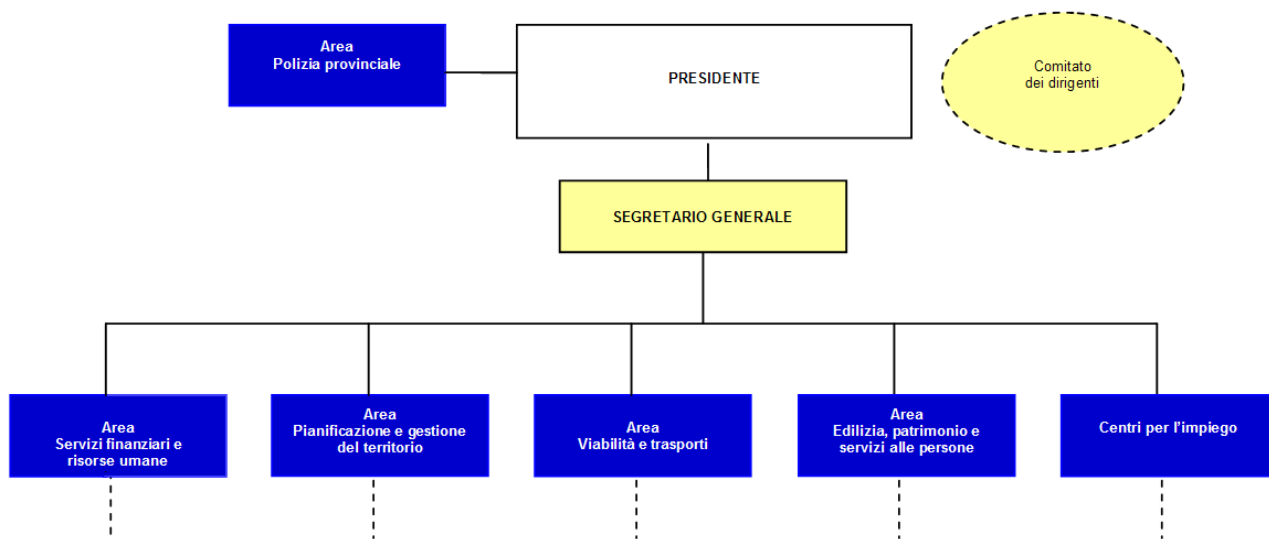 Area
Polizia provinciale
PRESIDENTE
Comitato
dei dirigenti
SEGRETARIO GENERALE
Area
Servizi finanziari e
risorse umane
Area
Pianificazione e gestione
del territorio
Area
Viabilità e trasporti
Area
Edilizia, patrimonio e
servizi alle persone
Centri per l'impiego